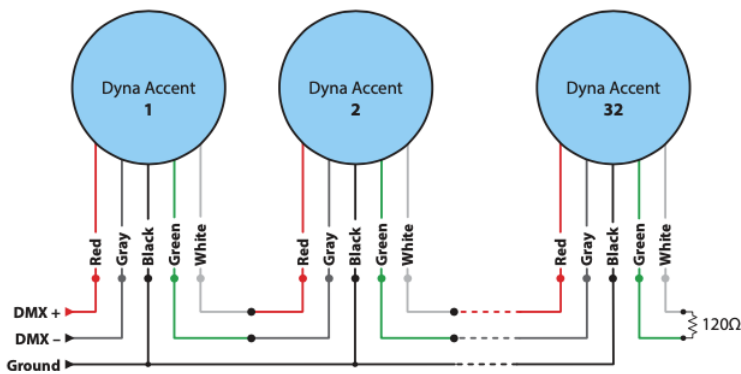 Dyna Accent
1
Dyna Accent
2
Dyna Accent
32
Red
Gray
Black
Green
White
Red
Gray
Black
Green
White
Red
Gray
Black
Green
White
DMX +
DMX –
Ground
120Ω